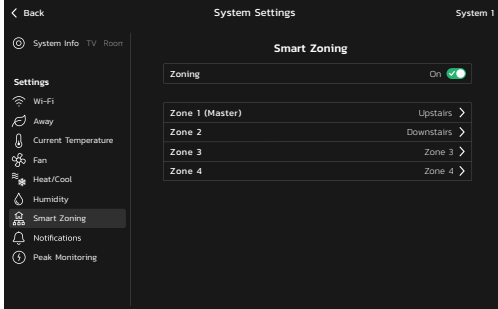 Back
System Settings
System 1
System Info TV Room
Smart Zoning
Zoning
On
Settings
Wi-Fi
Away
Current Temperature
Fan
Heat/Cool
Humidity
Smart Zoning
Notifications
Peak Monitoring
Zone 1 (Master)
Upstairs
Zone 2
Downstairs
Zone 3
Zone 3
Zone 4
Zone 4